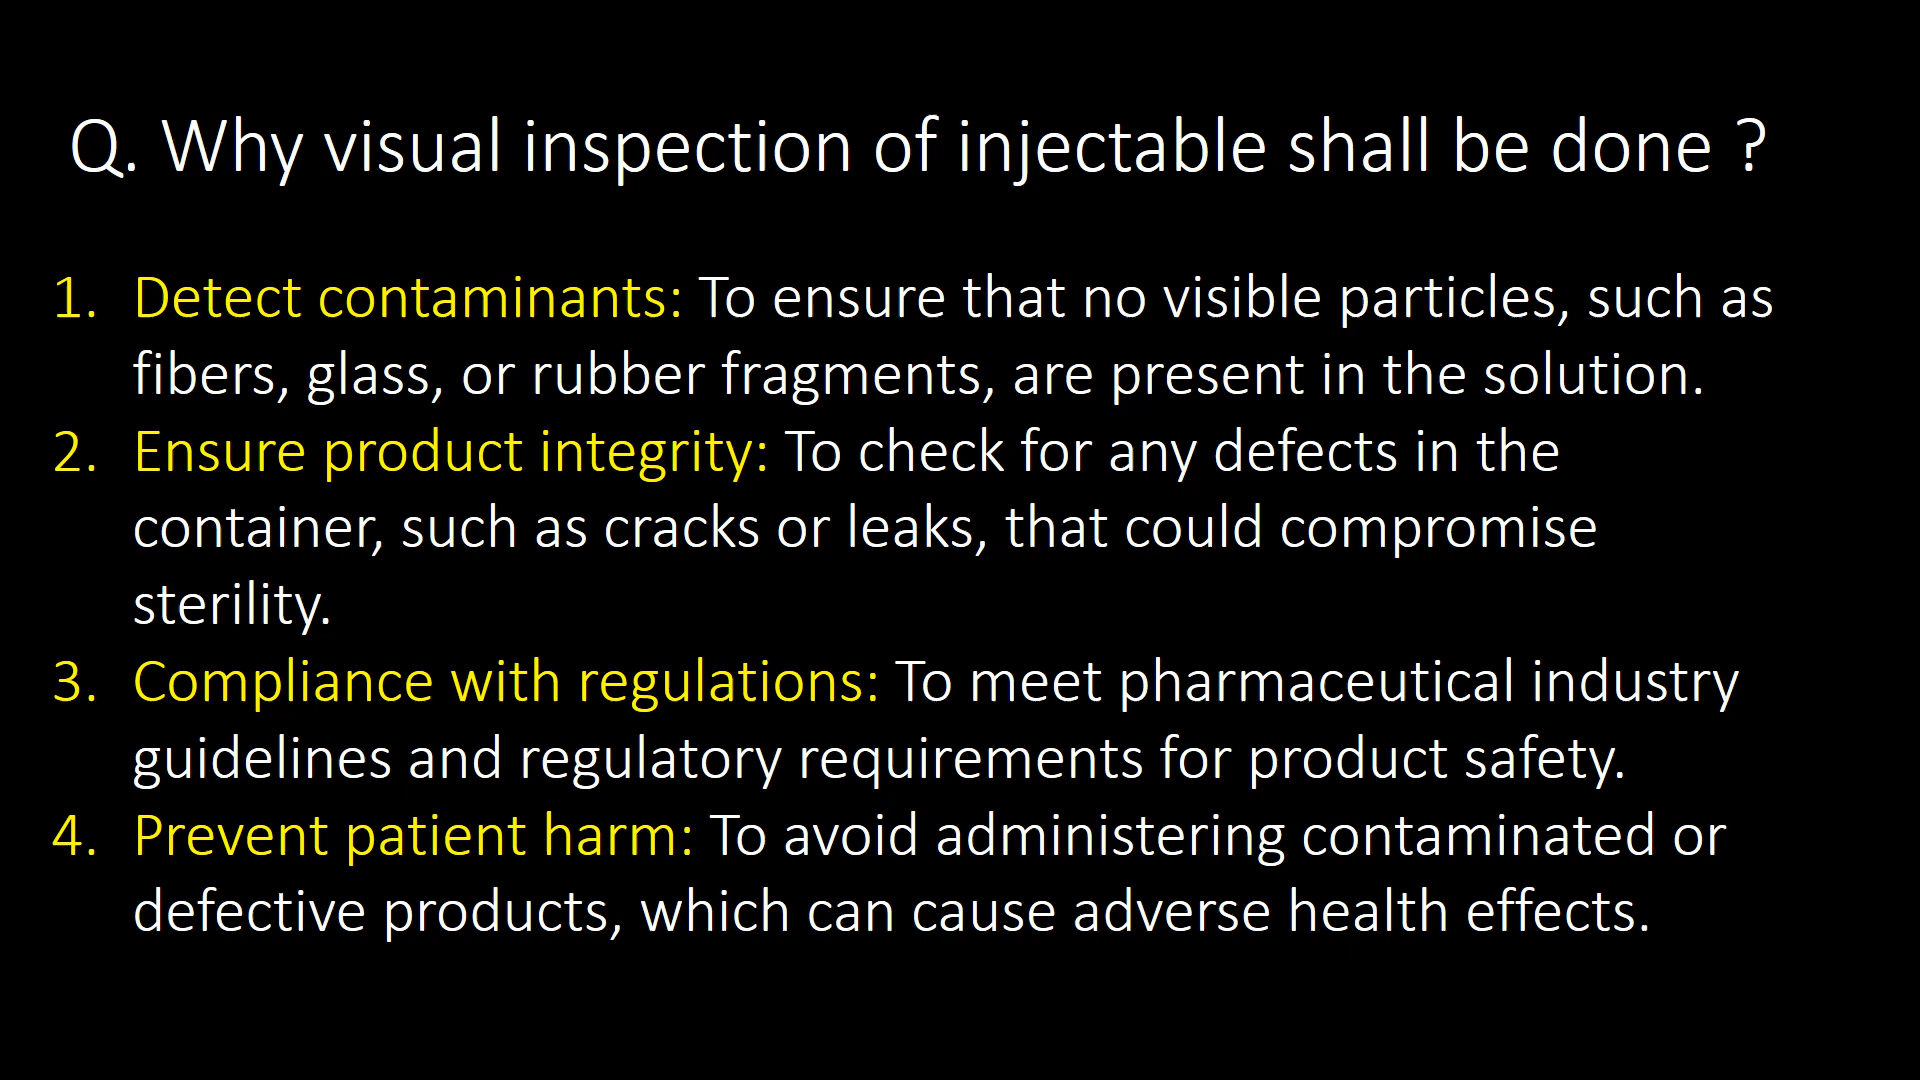 Q. Why visual inspection of injectable shall be done ?
1. Detect contaminants: To ensure that no visible particles, such as
fibers, glass, or rubber fragments, are present in the solution.
2. Ensure product integrity: To check for any defects in the
container, such as cracks or leaks, that could compromise
sterility.
3. Compliance with regulations: To meet pharmaceutical industry
guidelines and regulatory requirements for product safety.
4. Prevent patient harm: To avoid administering contaminated or
defective products, which can cause adverse health effects.